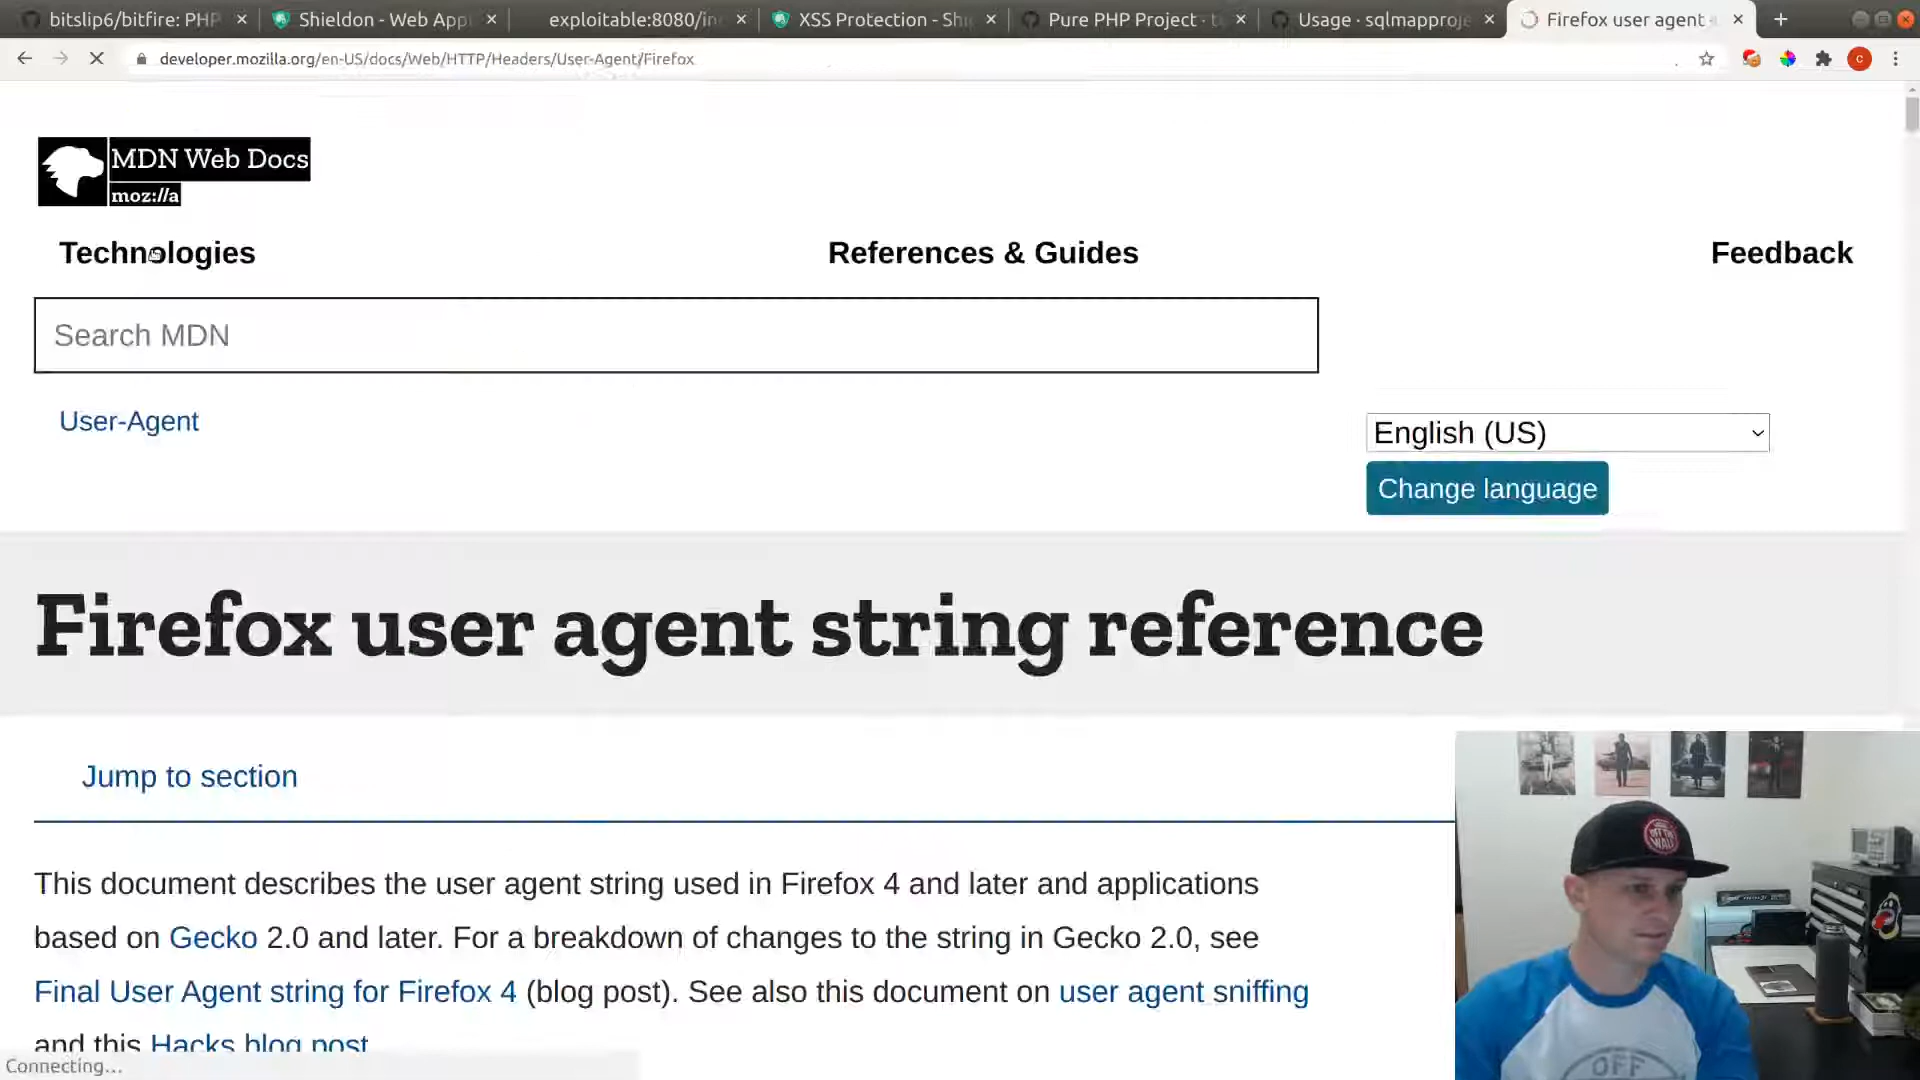 bitslip6/bitfire: PHP
Shieldon - Web App
exploitable:8080/in
XSS Protection - Shi
Pure PHP Project · t
Usage · sqlmapproje
Firefox user agent
developer.mozilla.org/en-US/docs/Web/HTTP/Headers/User-Agent/Firefox
C
MDN Web Docs
moz://a
Technologies
References & Guides
Feedback
Search MDN
User-Agent
English (US)
Change language
Firefox user agent string reference
Jump to section
This document describes the user agent string used in Firefox 4 and later and applications
based on Gecko 2.0 and later. For a breakdown of changes to the string in Gecko 2.0, see
Final User Agent string for Firefox 4 (blog post). See also this document on user agent sniffing
and this Hacks blog post
Connecting...
OFF THE WALL
OFF